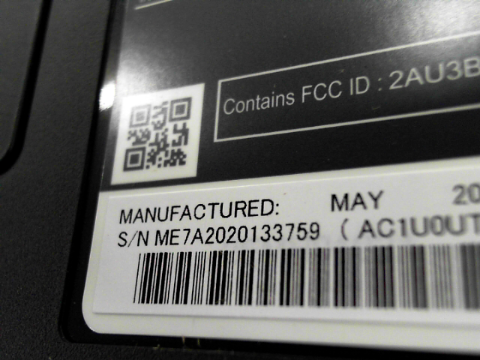 Contains FCC ID : 2AU3B
MANUFACTURED: MAY 20
S/N ME7A2020133759 ( AC1U0UT